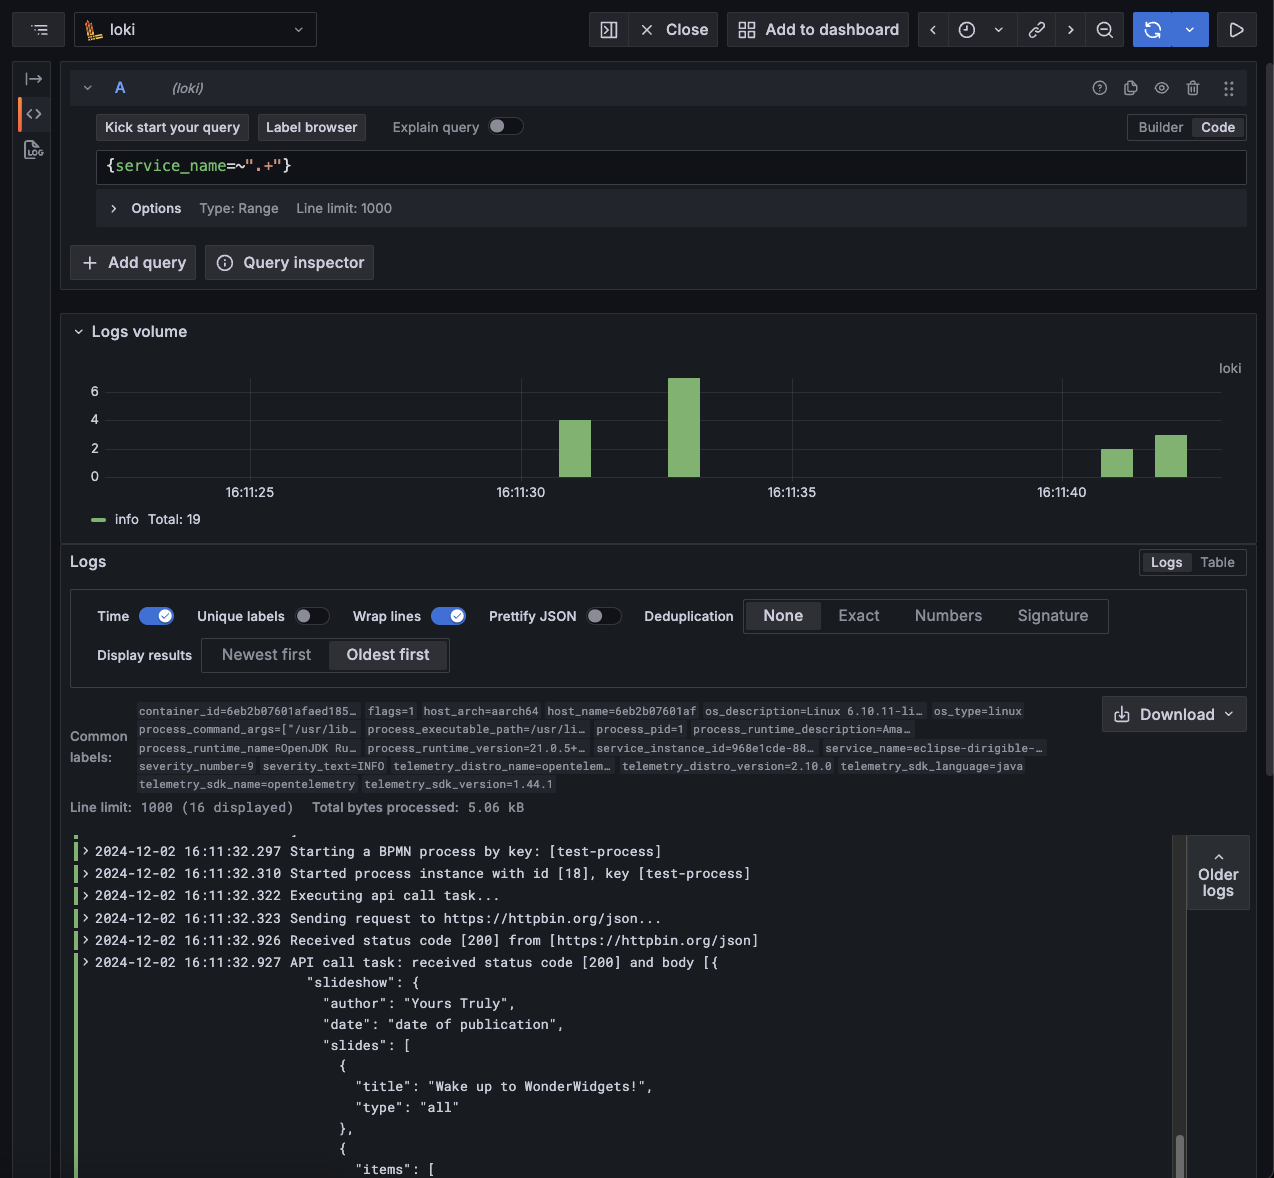 loki
Close
Add to dashboard
A
(loki)
Kick start your query
Label browser
Explain query
Builder
Code
{service_name=~".+"}
Options Type: Range Line limit: 1000
Add query
Query inspector
LOG
Logs volume
loki
6
4
2
0
16:11:25
16:11:30
16:11:35
16:11:40
info Total: 19
Logs
Logs
Table
Time
Unique labels
Wrap lines
Prettify JSON
Deduplication
None
Exact
Numbers
Signature
Display results
Newest first
Oldest first
Common labels:
container_id=6eb2b07601afaed185… flags=1 host_arch=aarch64 host_name=6eb2b07601af os_description=Linux 6.10.11-li… os_type=linux
process_command_args=["/usr/lib… process_executable_path=/usr/li… process_pid=1 process_runtime_description=Ama…
process_runtime_name=OpenJDK Ru… process_runtime_version=21.0.5+… service_instance_id=968e1cde-88… service_name=eclipse-dirigible-…
severity_number=9 severity_text=INFO telemetry_distro_name=opentelem… telemetry_distro_version=2.10.0 telemetry_sdk_language=java
telemetry_sdk_name=opentelemetry telemetry_sdk_version=1.44.1
Download
Line limit: 1000 (16 displayed) Total bytes processed: 5.06 kB
2024-12-02 16:11:32.297 Starting a BPMN process by key: [test-process]
2024-12-02 16:11:32.310 Started process instance with id [18], key [test-process]
2024-12-02 16:11:32.322 Executing api call task...
2024-12-02 16:11:32.323 Sending request to https://httpbin.org/json...
2024-12-02 16:11:32.926 Received status code [200] from [https://httpbin.org/json]
2024-12-02 16:11:32.927 API call task: received status code [200] and body [{
"slideshow": {
"author": "Yours Truly",
"date": "date of publication",
"slides": [
{
"title": "Wake up to WonderWidgets!",
"type": "all"
},
{
"items": [
Older
logs